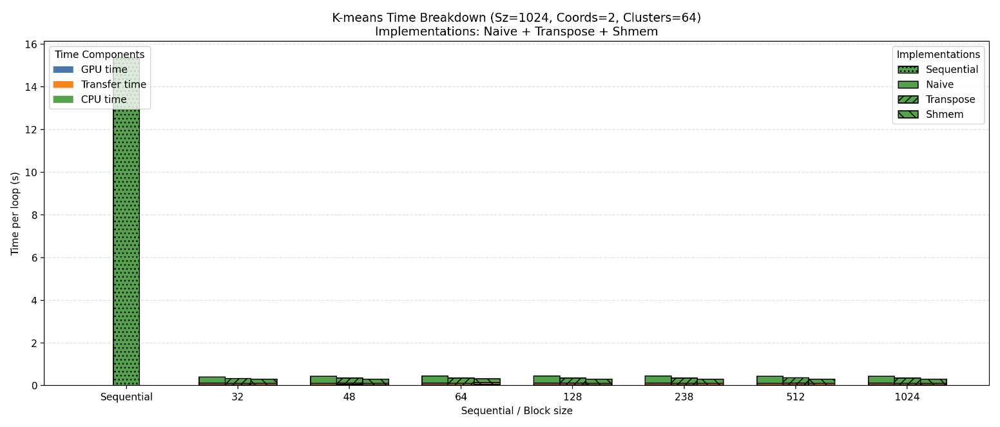 K-means Time Breakdown (Sz=1024, Coords=2, Clusters=64)
Implementations: Naive + Transpose + Shmem
Time Components
GPU time
Transfer time
CPU time
Implementations
Sequential
Naive
Transpose
Shmem
Time per loop (s)
16
14
12
10
8
6
4
2
0
Sequential
32
48
64
128
238
512
1024
Sequential / Block size